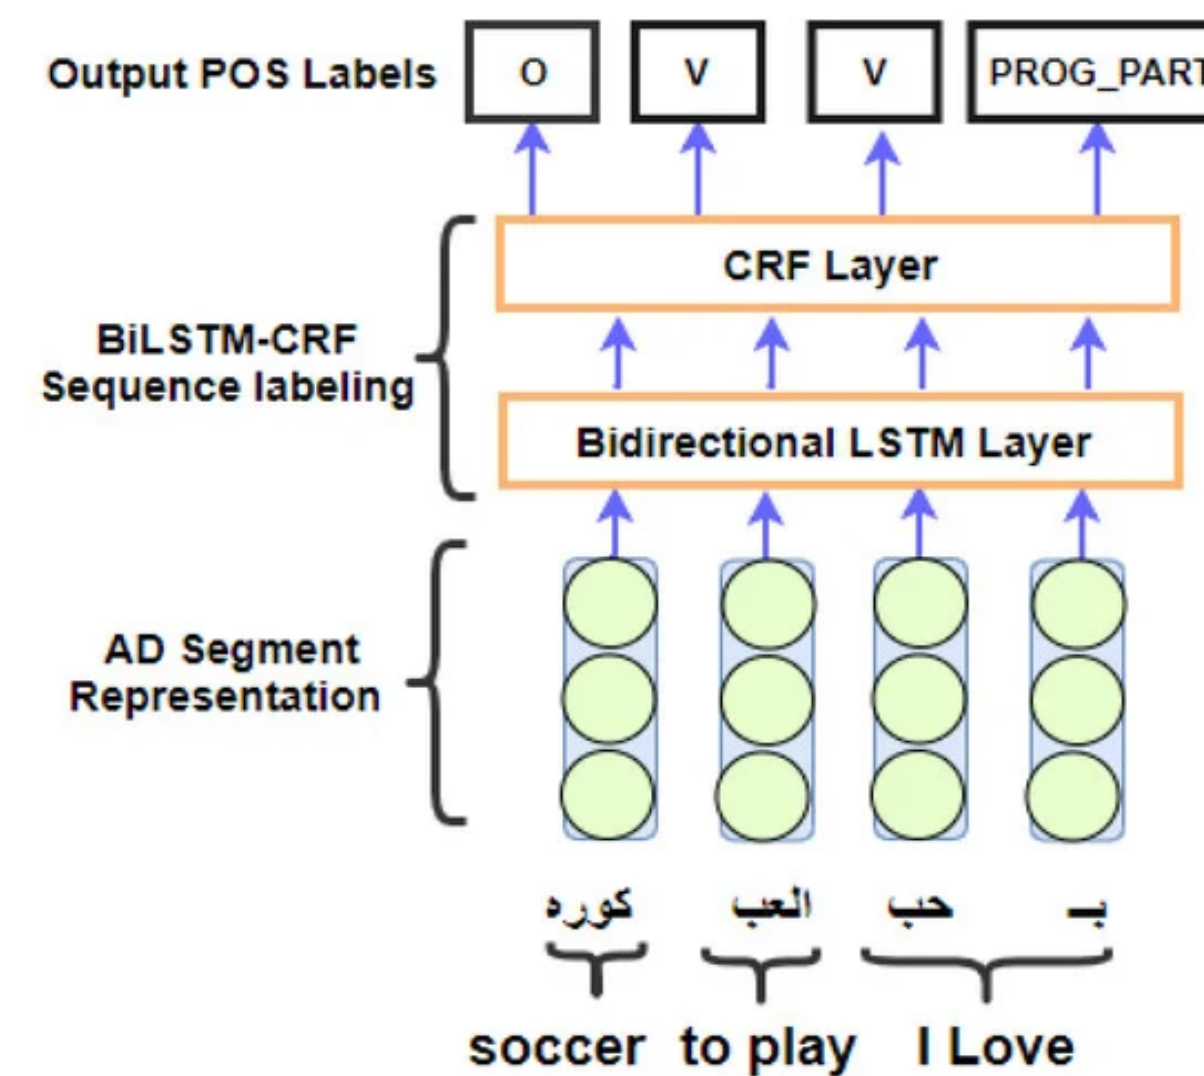 Output POS Labels
O V V PROG_PART
CRF Layer
BiLSTM-CRF
Sequence labeling
Bidirectional LSTM Layer
AD Segment
Representation
بـ حب العب كوره
soccer to play I Love